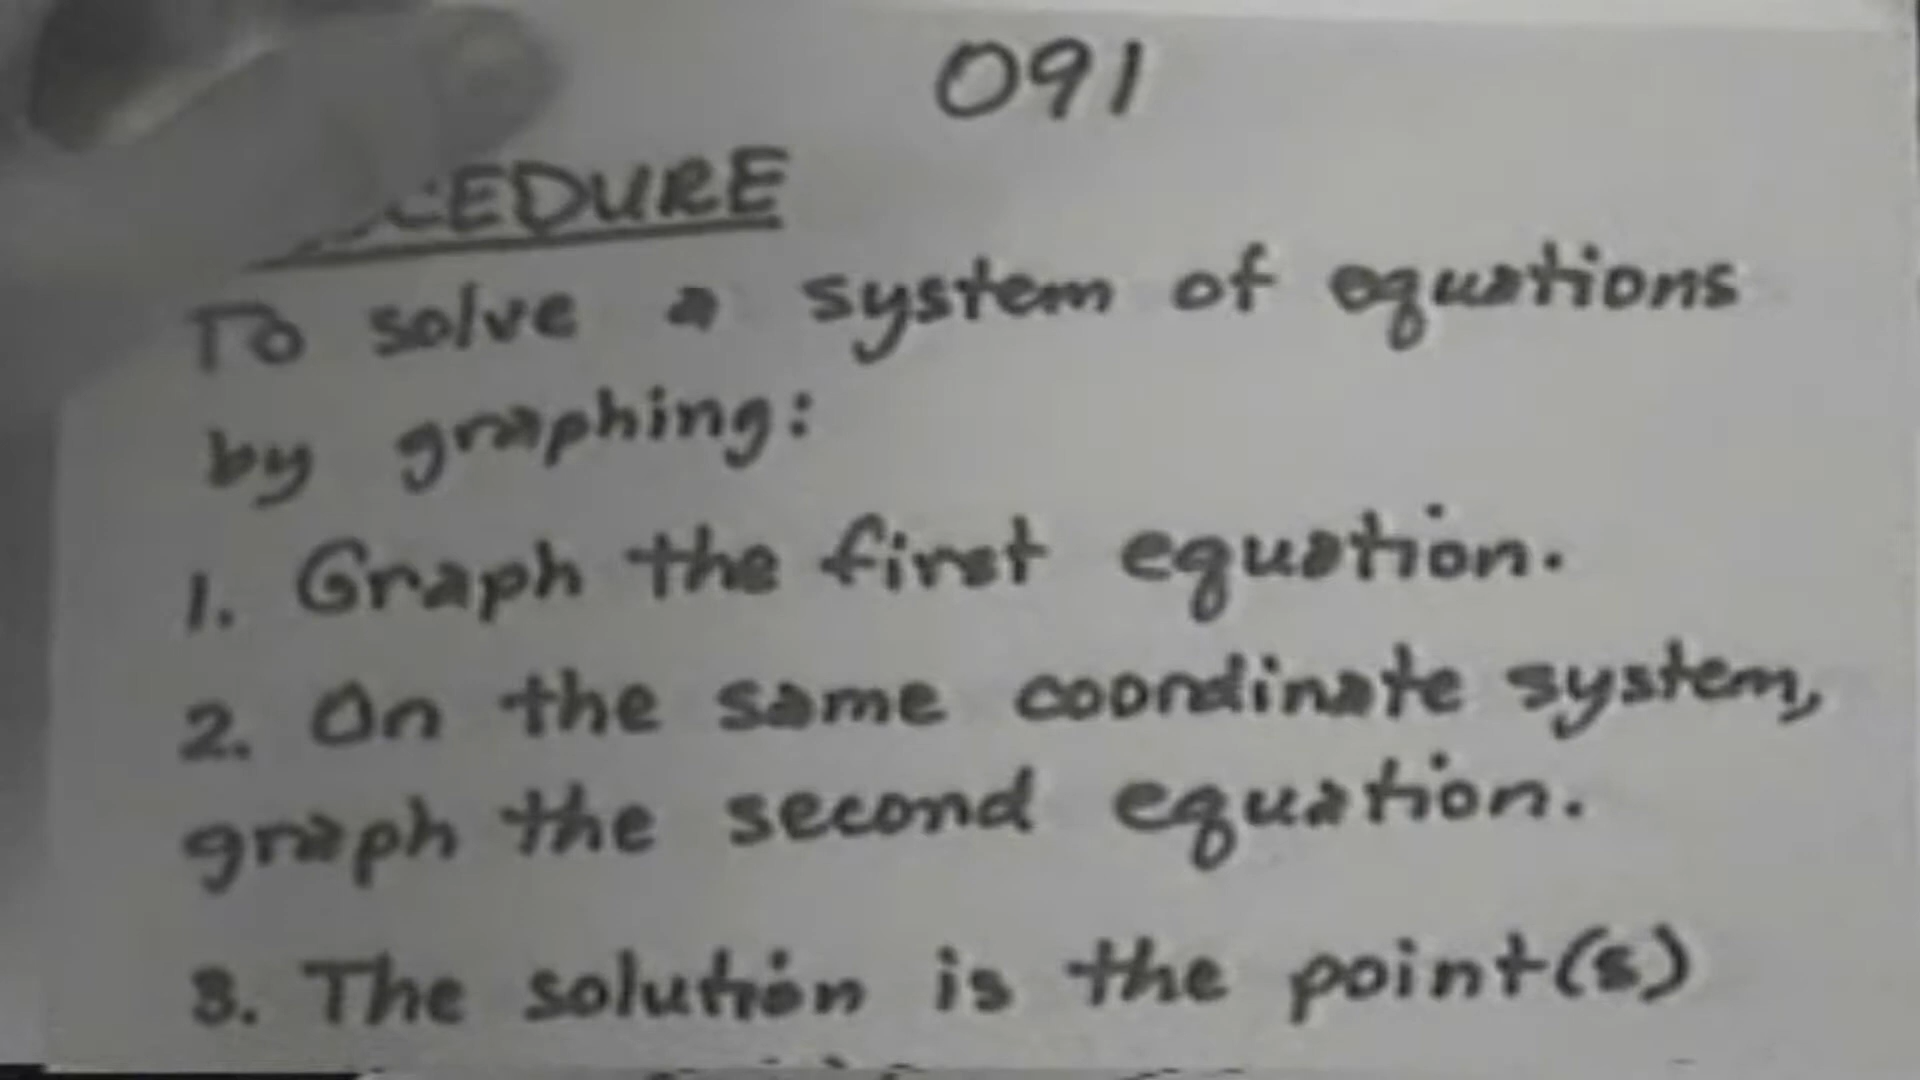 091
CEDURE
To solve a system of equations
by graphing:
1. Graph the first equation.
2. On the same coordinate system,
graph the second equation.
3. The solution is the point(s)